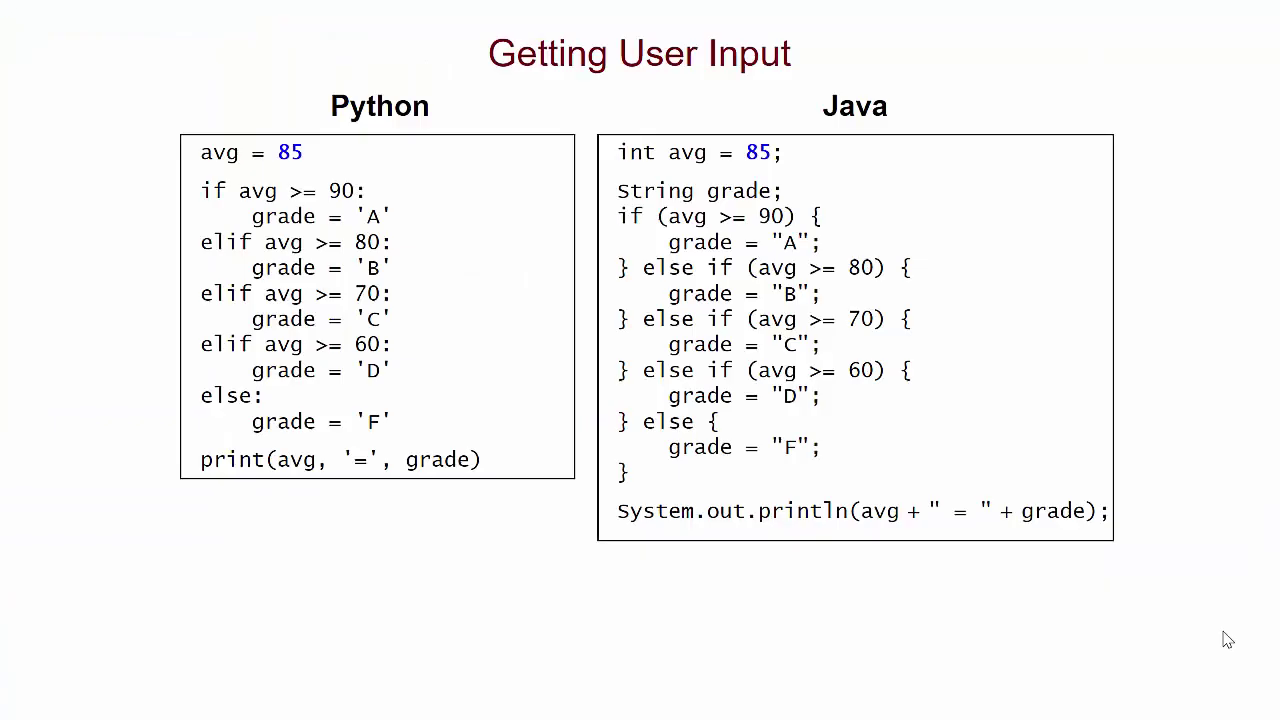 Getting User Input
Python
avg = 85
if avg >= 90:
    grade = 'A'
elif avg >= 80:
    grade = 'B'
elif avg >= 70:
    grade = 'C'
elif avg >= 60:
    grade = 'D'
else:
    grade = 'F'
print(avg, '=', grade)
Java
int avg = 85;
String grade;
if (avg >= 90) {
    grade = "A";
} else if (avg >= 80) {
    grade = "B";
} else if (avg >= 70) {
    grade = "C";
} else if (avg >= 60) {
    grade = "D";
} else {
    grade = "F";
}
System.out.println(avg + " = " + grade);